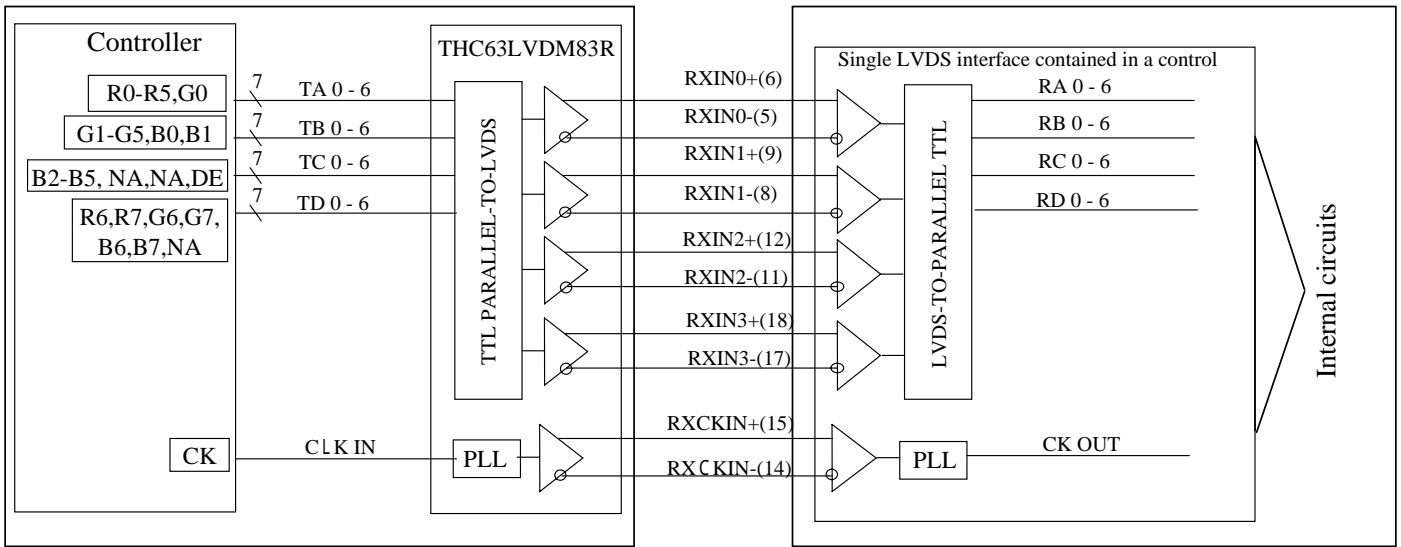 Controller
R0-R5,G0
G1-G5,B0,B1
B2-B5, NA,NA,DE
R6,R7,G6,G7,
B6,B7,NA
CK
7
TA 0 - 6
7
TB 0 - 6
7
TC 0 - 6
7
TD 0 - 6
CLK IN
THC63LVDM83R
TTL PARALLEL-TO-LVDS
PLL
RXIN0+(6)
RXIN0-(5)
RXIN1+(9)
RXIN1-(8)
RXIN2+(12)
RXIN2-(11)
RXIN3+(18)
RXIN3-(17)
RXCKIN+(15)
RXCKIN-(14)
Single LVDS interface contained in a control
LVDS-TO-PARALLEL TTL
PLL
RA 0 - 6
RB 0 - 6
RC 0 - 6
RD 0 - 6
CK OUT
Internal circuits